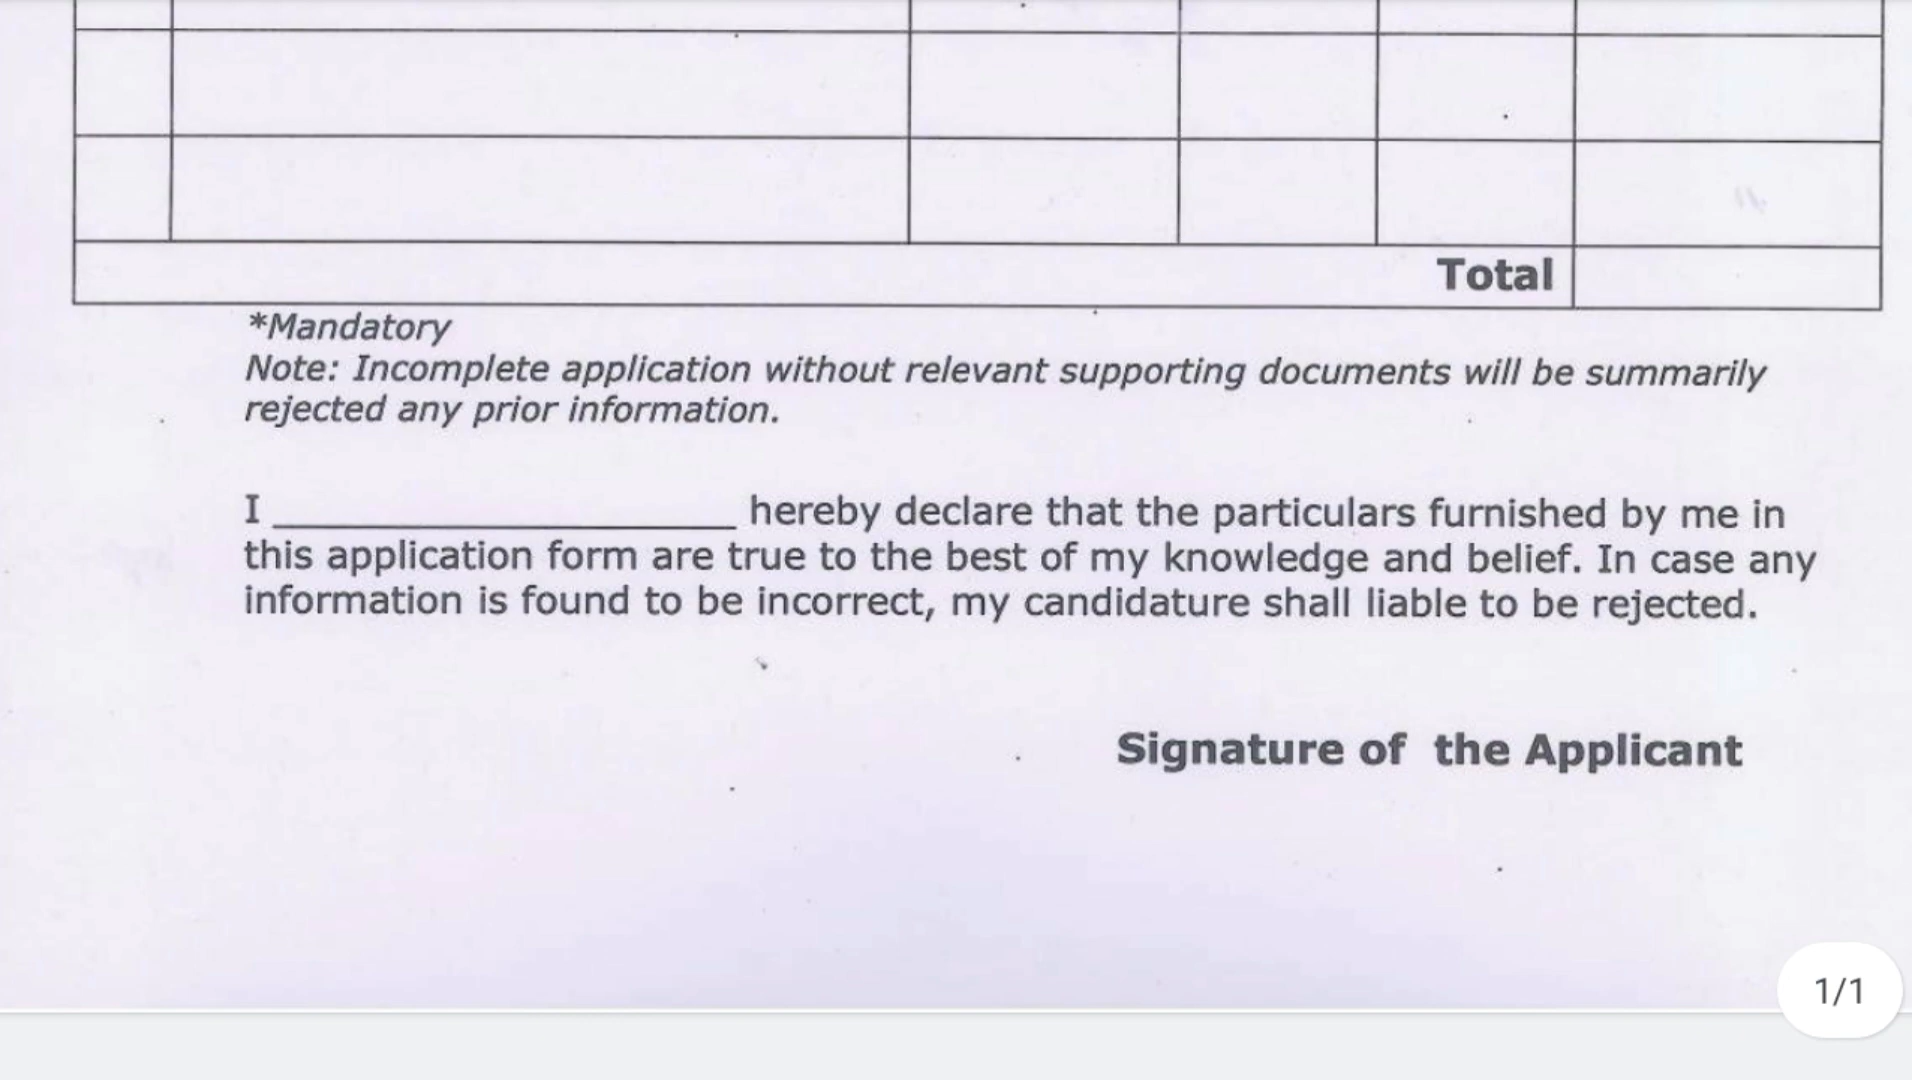 Total
*Mandatory
Note: Incomplete application without relevant supporting documents will be summarily
rejected any prior information.
I ____________________ hereby declare that the particulars furnished by me in
this application form are true to the best of my knowledge and belief. In case any
information is found to be incorrect, my candidature shall liable to be rejected.
Signature of the Applicant
1/1